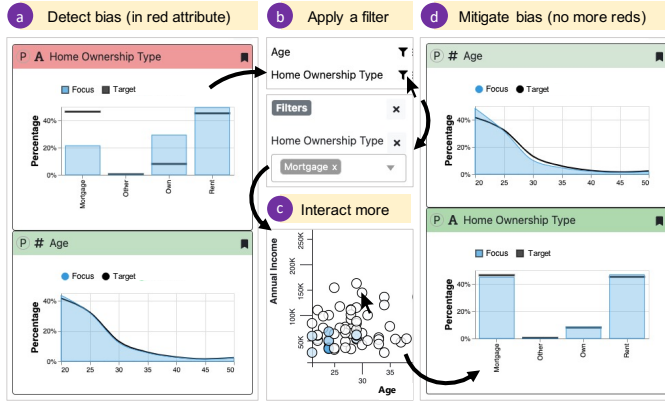 a Detect bias (in red attribute)
P A Home Ownership Type
Focus Target
Percentage
40%
0%
Mortgage Other Own Rent
P # Age
Focus Target
Percentage
40%
20%
0%
20 25 30 35 40 45 50
b Apply a filter
Age
Home Ownership Type
Filters ×
Home Ownership Type ×
Mortgage x
c Interact more
Annual Income
250K
200K
150K
100K
50K
25 30 35
Age
d Mitigate bias (no more reds)
P # Age
Focus Target
Percentage
40%
20%
0%
20 25 30 35 40 45 50
P A Home Ownership Type
Focus Target
Percentage
40%
20%
0%
Mortgage Other Own Rent